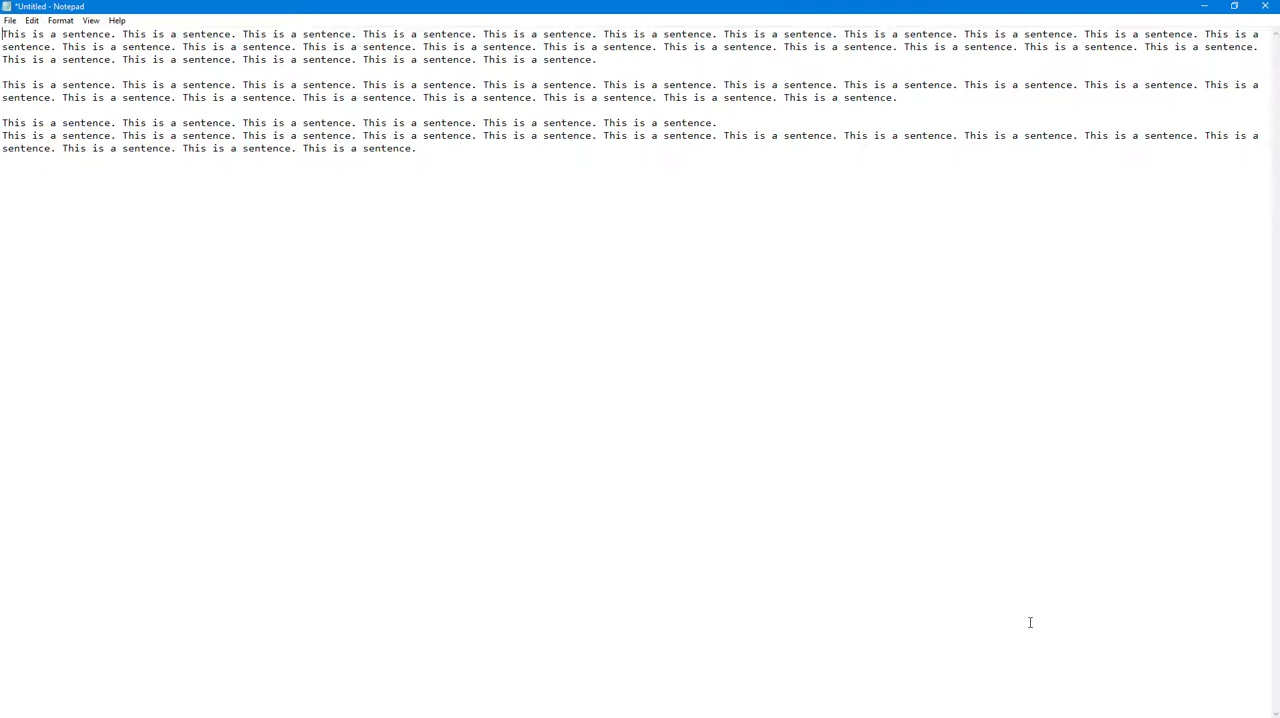 *Untitled - Notepad
File Edit Format View Help
This is a sentence. This is a sentence. This is a sentence. This is a sentence. This is a sentence. This is a sentence. This is a sentence. This is a sentence. This is a sentence. This is a sentence. This is a
sentence. This is a sentence. This is a sentence. This is a sentence. This is a sentence. This is a sentence. This is a sentence. This is a sentence. This is a sentence. This is a sentence. This is a sentence.
This is a sentence. This is a sentence. This is a sentence. This is a sentence. This is a sentence.
This is a sentence. This is a sentence. This is a sentence. This is a sentence. This is a sentence. This is a sentence. This is a sentence. This is a sentence. This is a sentence. This is a sentence. This is a
sentence. This is a sentence. This is a sentence. This is a sentence. This is a sentence. This is a sentence. This is a sentence. This is a sentence.
This is a sentence. This is a sentence. This is a sentence. This is a sentence. This is a sentence. This is a sentence.
This is a sentence. This is a sentence. This is a sentence. This is a sentence. This is a sentence. This is a sentence. This is a sentence. This is a sentence. This is a sentence. This is a sentence. This is a
sentence. This is a sentence. This is a sentence. This is a sentence.